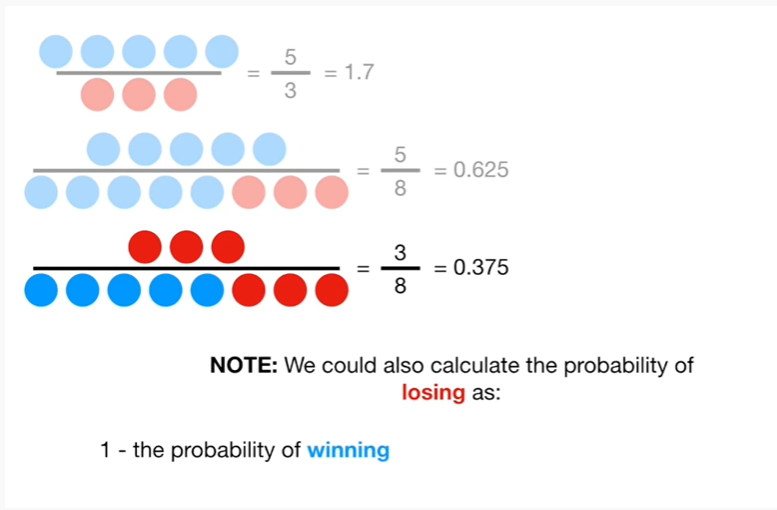 = 5/3 = 1.7
= 5/8 = 0.625
= 3/8 = 0.375
NOTE: We could also calculate the probability of
losing as:
1 - the probability of winning